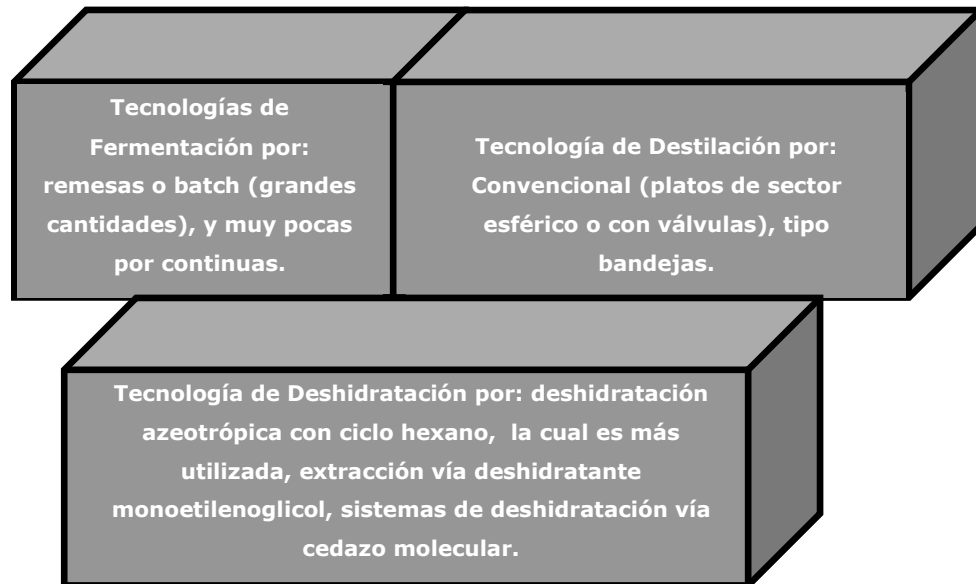 Tecnologías de
Fermentación por:
remesas o batch (grandes
cantidades), y muy pocas
por continuas.
Tecnología de Destilación por:
Convencional (platos de sector
esférico o con válvulas), tipo
bandejas.
Tecnología de Deshidratación por: deshidratación
azeotrópica con ciclo hexano, la cual es más
utilizada, extracción vía deshidratante
monoetilenoglicol, sistemas de deshidratación vía
cedazo molecular.